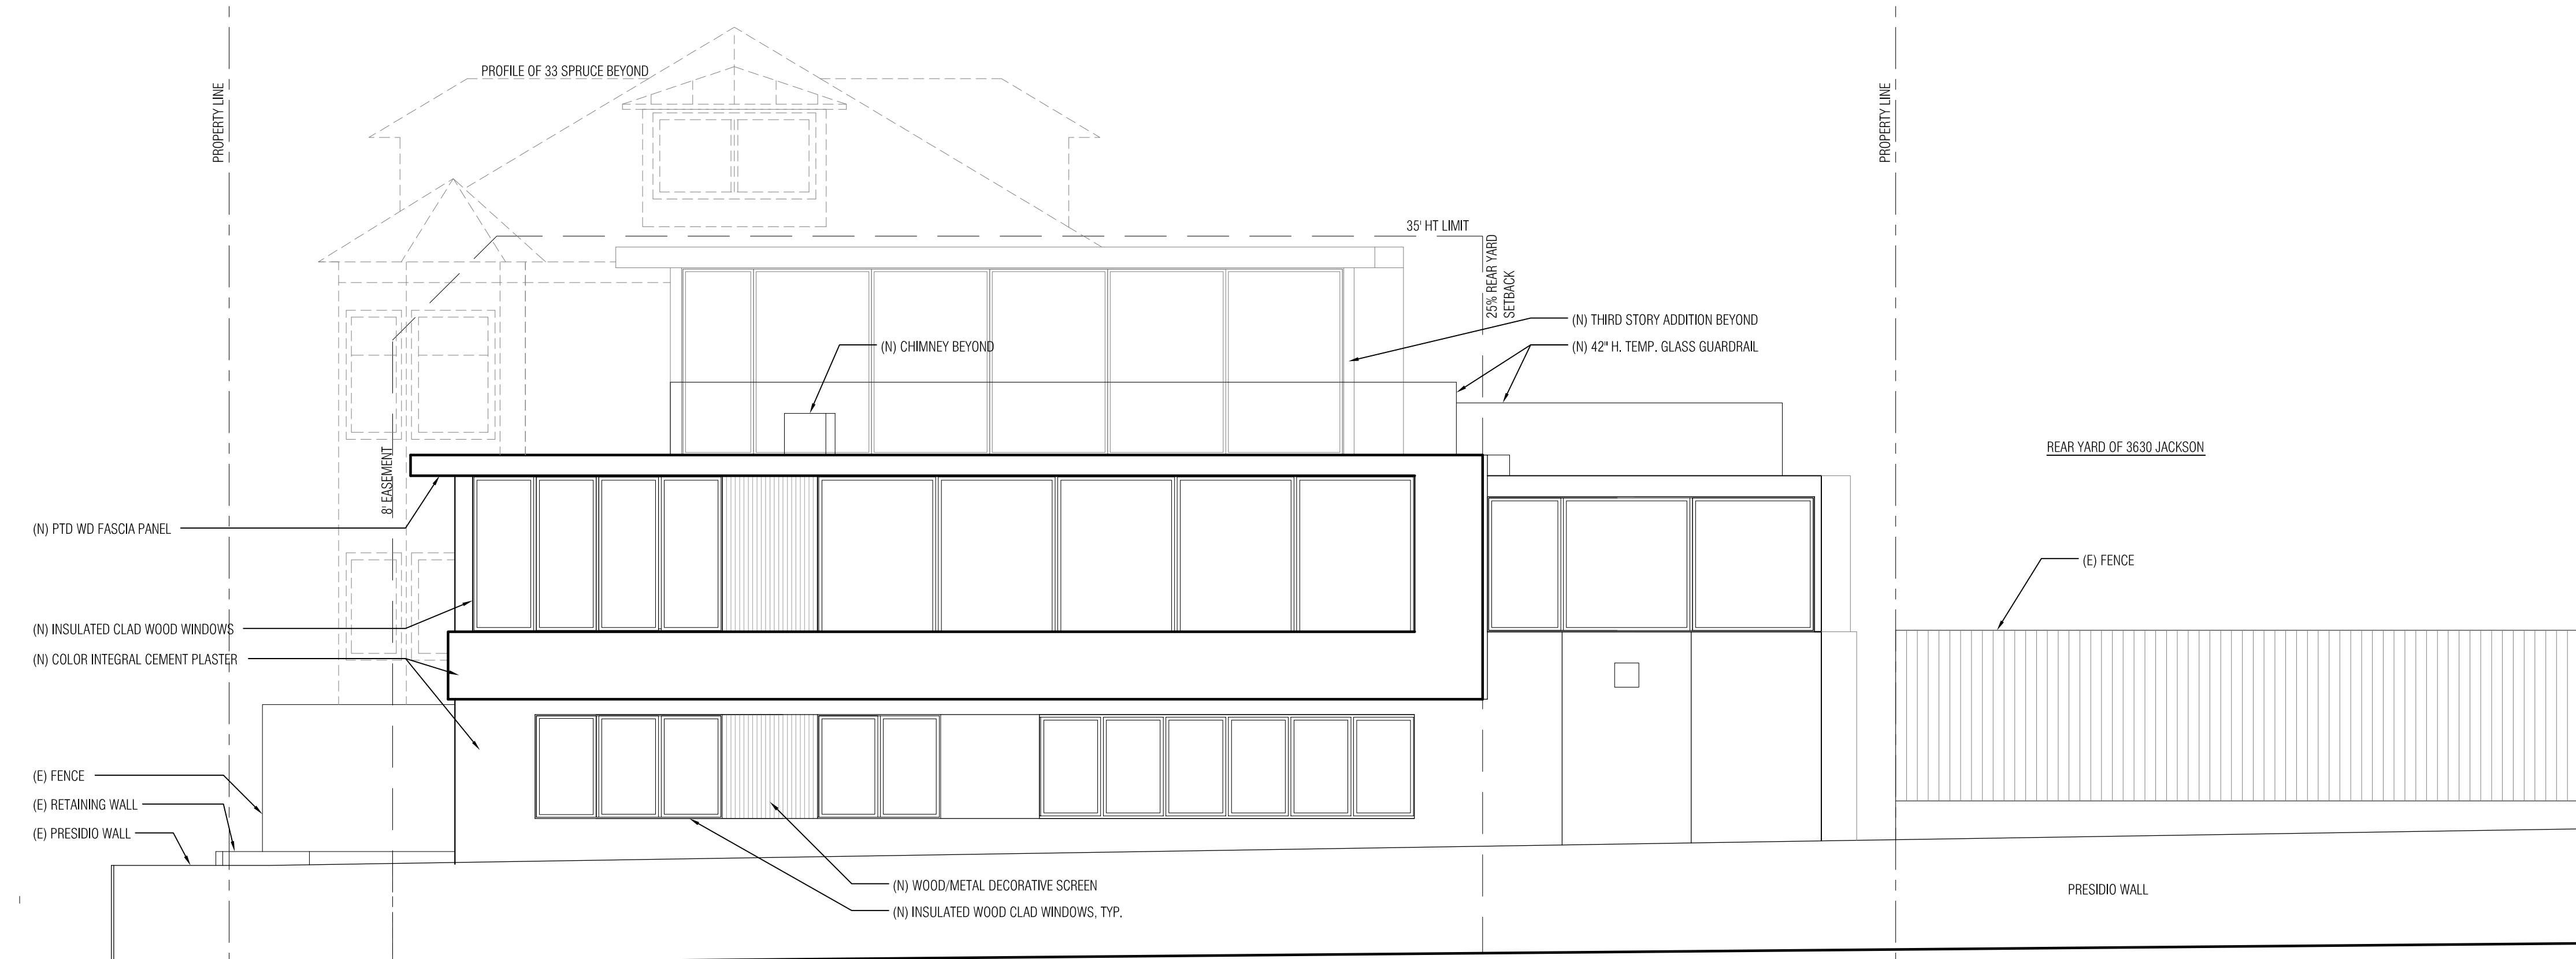 PROFILE OF 33 SPRUCE BEYOND
PROPERTY LINE
PROPERTY LINE
35' HT LIMIT
25% REAR YARD
SETBACK
(N) THIRD STORY ADDITION BEYOND
(N) CHIMNEY BEYOND
(N) 42" H. TEMP. GLASS GUARDRAIL
REAR YARD OF 3630 JACKSON
8' EASEMENT
(N) PTD WD FASCIA PANEL
(E) FENCE
(N) INSULATED CLAD WOOD WINDOWS
(N) COLOR INTEGRAL CEMENT PLASTER
(E) FENCE
(E) RETAINING WALL
(E) PRESIDIO WALL
(N) WOOD/METAL DECORATIVE SCREEN
PRESIDIO WALL
(N) INSULATED WOOD CLAD WINDOWS, TYP.